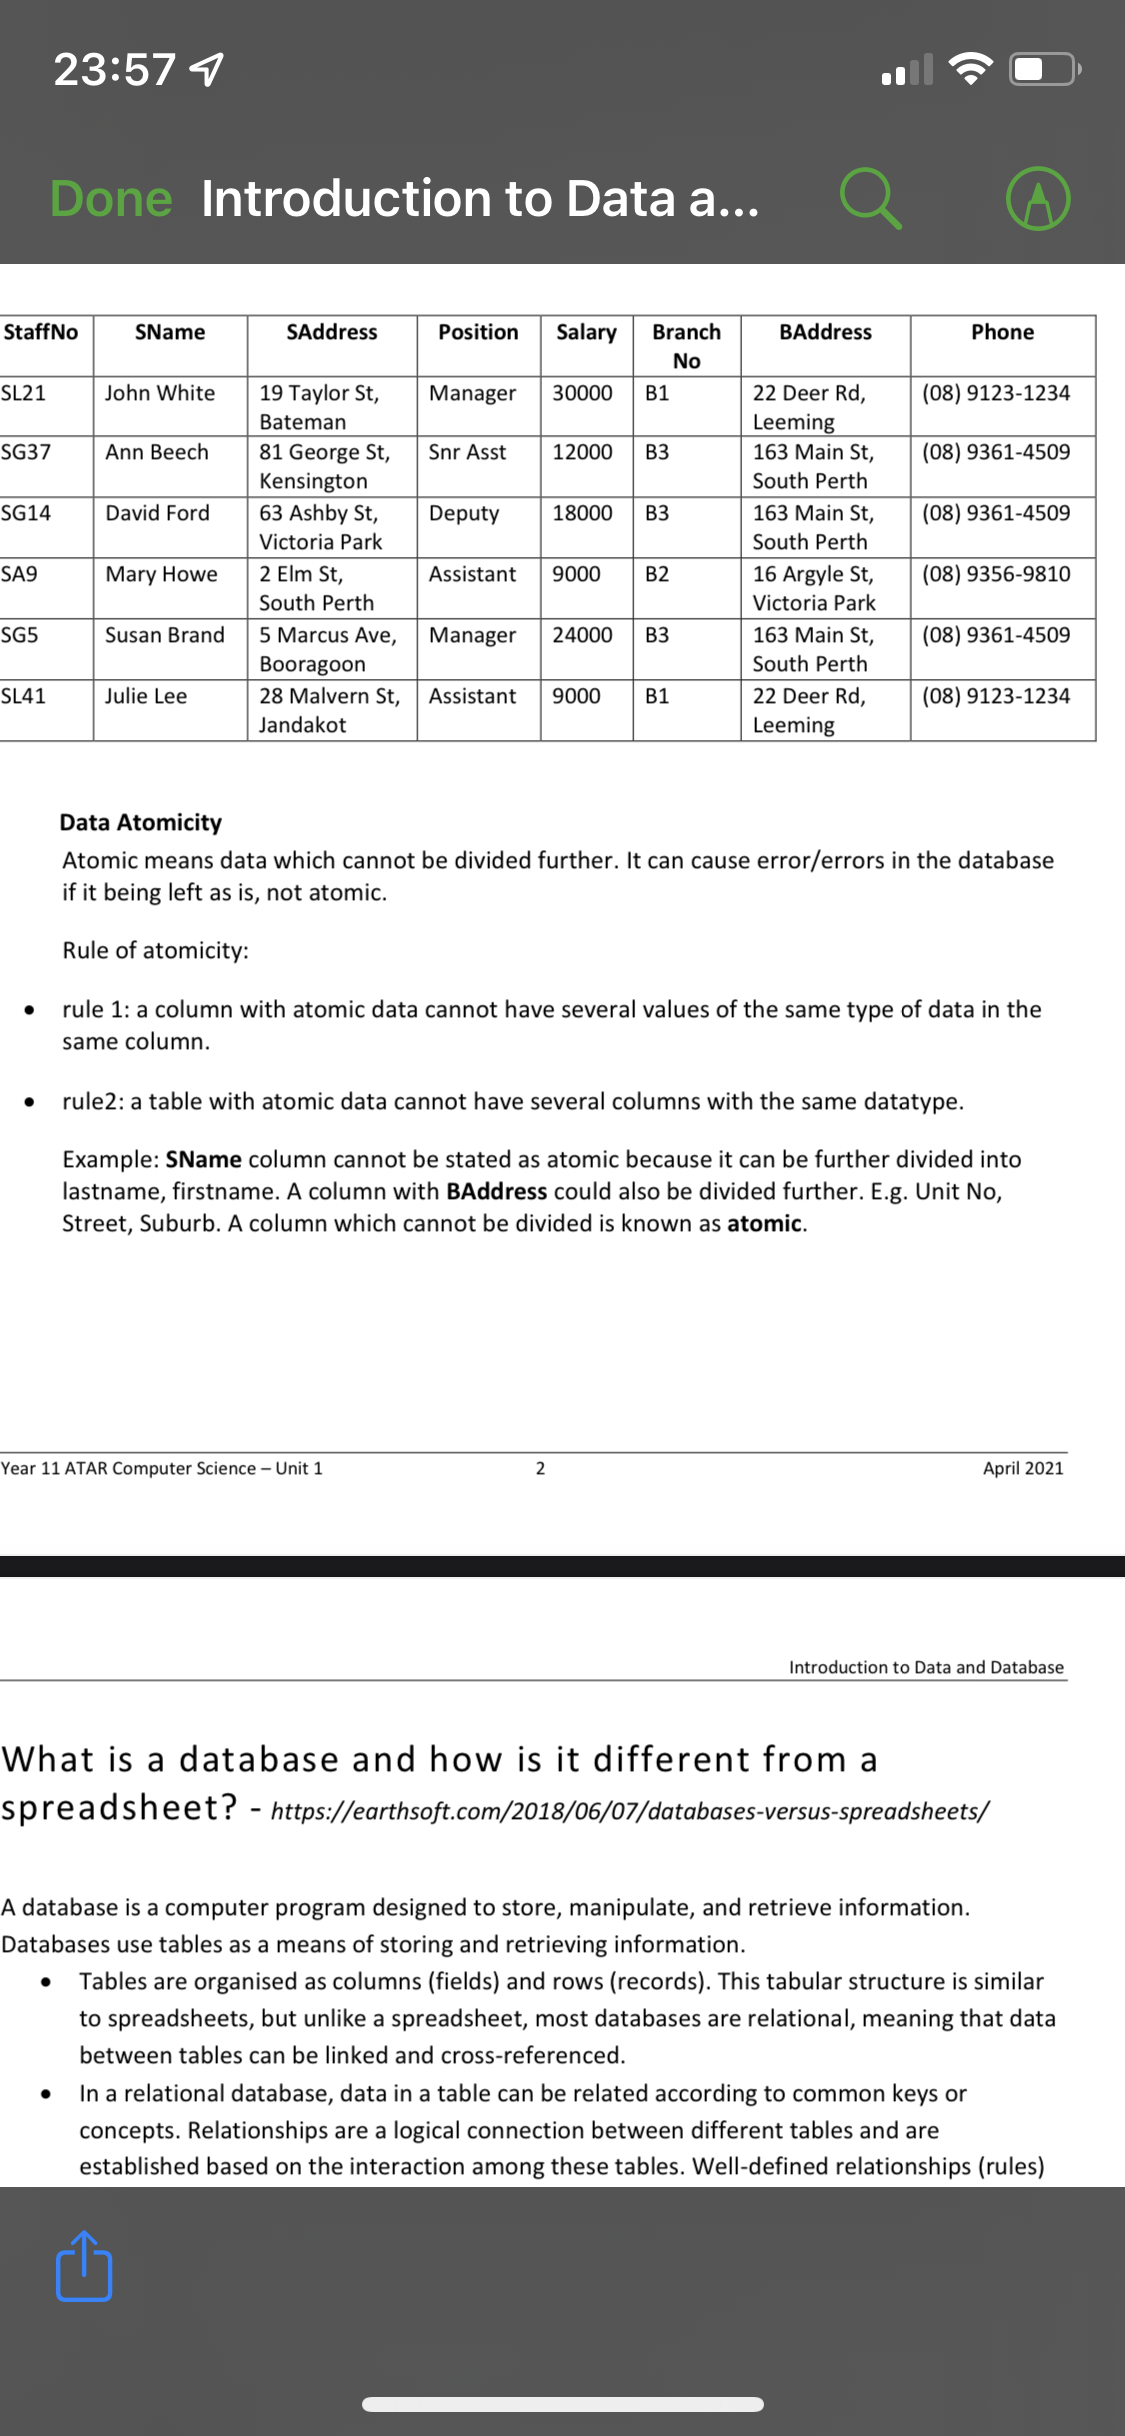 23:57
Done Introduction to Data a...
StaffNo SName SAddress Position Salary Branch No BAddress Phone
SL21 John White 19 Taylor St, Bateman Manager 30000 B1 22 Deer Rd, Leeming (08) 9123-1234
SG37 Ann Beech 81 George St, Kensington Snr Asst 12000 B3 163 Main St, South Perth (08) 9361-4509
SG14 David Ford 63 Ashby St, Victoria Park Deputy 18000 B3 163 Main St, South Perth (08) 9361-4509
SA9 Mary Howe 2 Elm St, South Perth Assistant 9000 B2 16 Argyle St, Victoria Park (08) 9356-9810
SG5 Susan Brand 5 Marcus Ave, Booragoon Manager 24000 B3 163 Main St, South Perth (08) 9361-4509
SL41 Julie Lee 28 Malvern St, Jandakot Assistant 9000 B1 22 Deer Rd, Leeming (08) 9123-1234
Data Atomicity
Atomic means data which cannot be divided further. It can cause error/errors in the database
if it being left as is, not atomic.
Rule of atomicity:
• rule 1: a column with atomic data cannot have several values of the same type of data in the
same column.
• rule2: a table with atomic data cannot have several columns with the same datatype.
Example: SName column cannot be stated as atomic because it can be further divided into
lastname, firstname. A column with BAddress could also be divided further. E.g. Unit No,
Street, Suburb. A column which cannot be divided is known as atomic.
Year 11 ATAR Computer Science – Unit 1 2 April 2021
Introduction to Data and Database
What is a database and how is it different from a
spreadsheet? - https://earthsoft.com/2018/06/07/databases-versus-spreadsheets/
A database is a computer program designed to store, manipulate, and retrieve information.
Databases use tables as a means of storing and retrieving information.
• Tables are organised as columns (fields) and rows (records). This tabular structure is similar
to spreadsheets, but unlike a spreadsheet, most databases are relational, meaning that data
between tables can be linked and cross-referenced.
• In a relational database, data in a table can be related according to common keys or
concepts. Relationships are a logical connection between different tables and are
established based on the interaction among these tables. Well-defined relationships (rules)